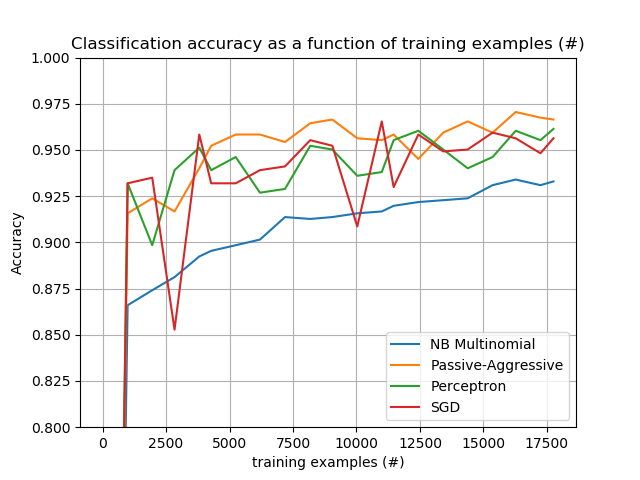 Classification accuracy as a function of training examples (#)
1.000
0.975
0.950
0.925
0.900
0.875
0.850
0.825
0.800
Accuracy
NB Multinomial
Passive-Aggressive
Perceptron
SGD
0 2500 5000 7500 10000 12500 15000 17500
training examples (#)